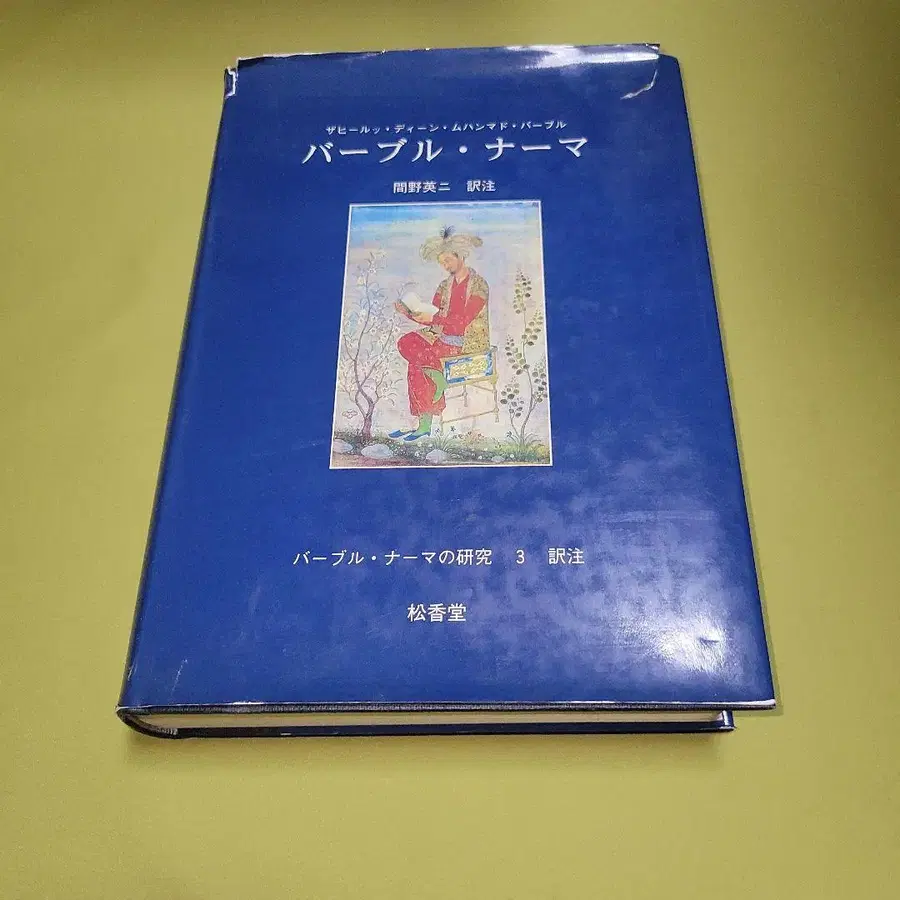 ザヒールッ・ディーン・ムハンマド・バーブル
バーブル・ナーマ
間野英二 訳注
バーブル・ナーマの研究 3 訳注
松香堂